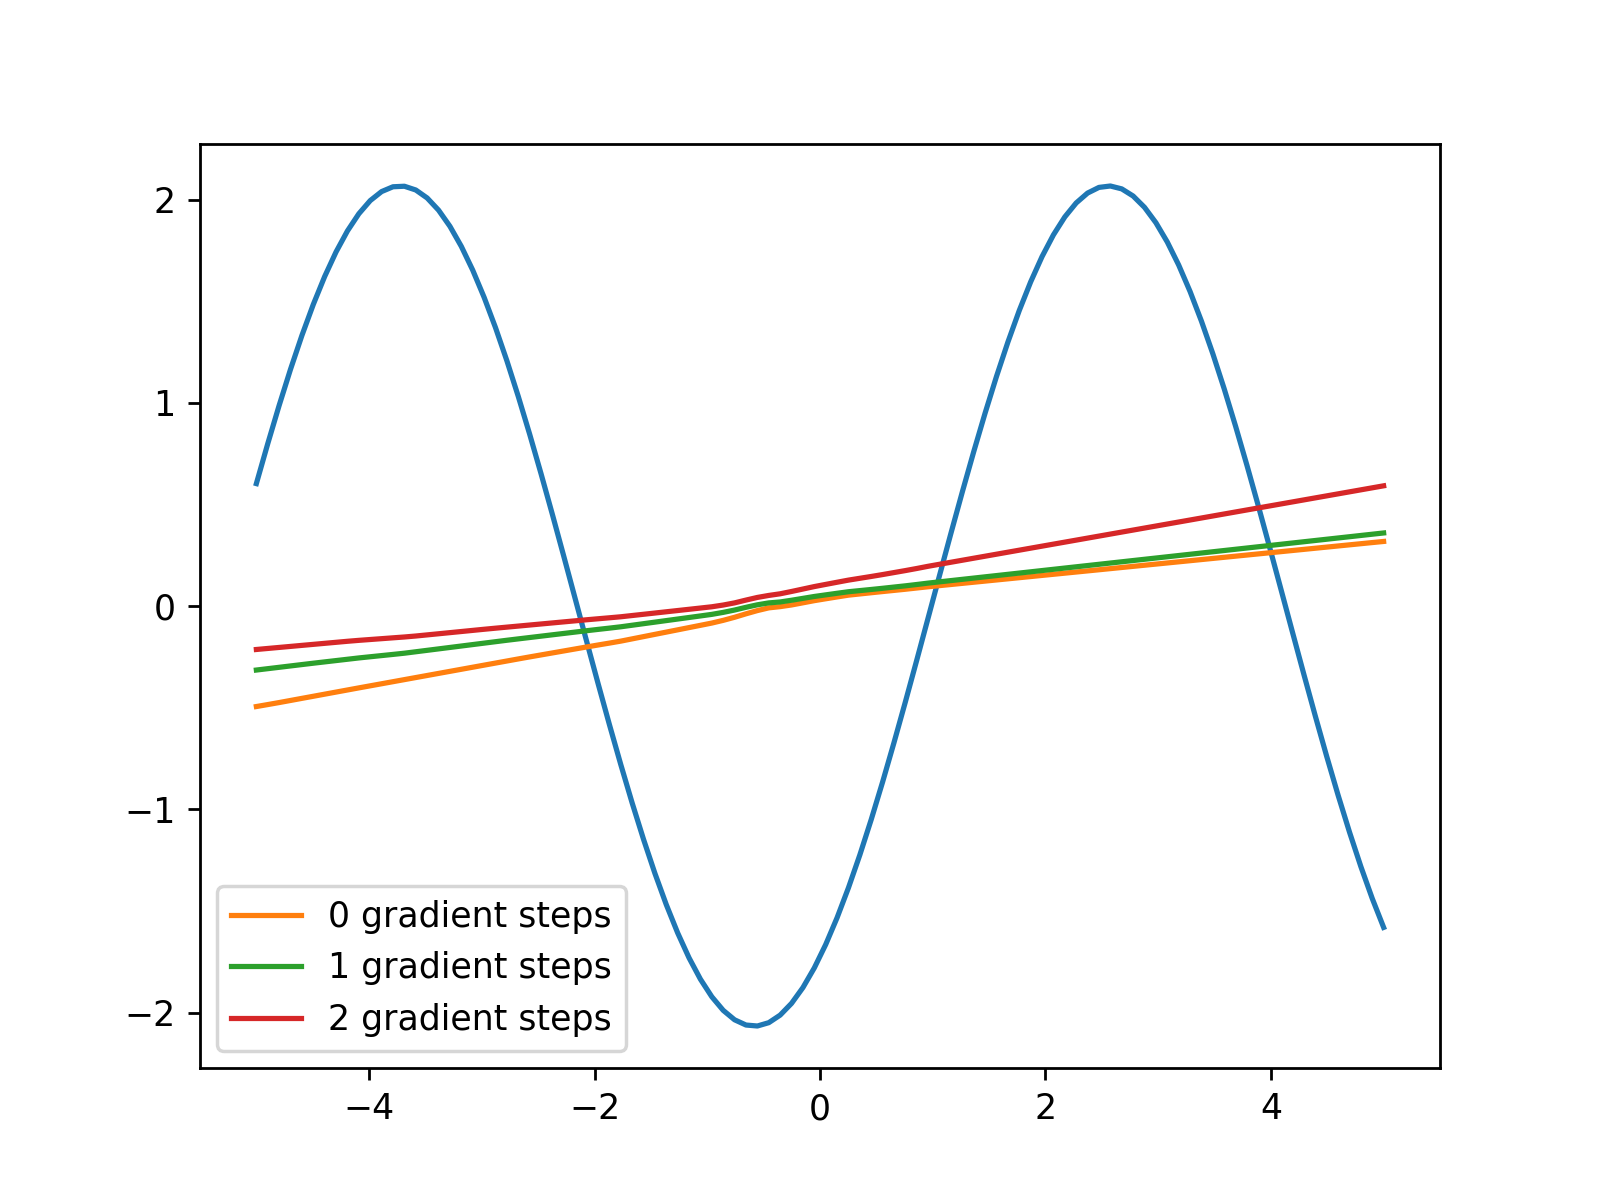 2
1
0
−1
−2
0 gradient steps
1 gradient steps
2 gradient steps
−4 −2 0 2 4